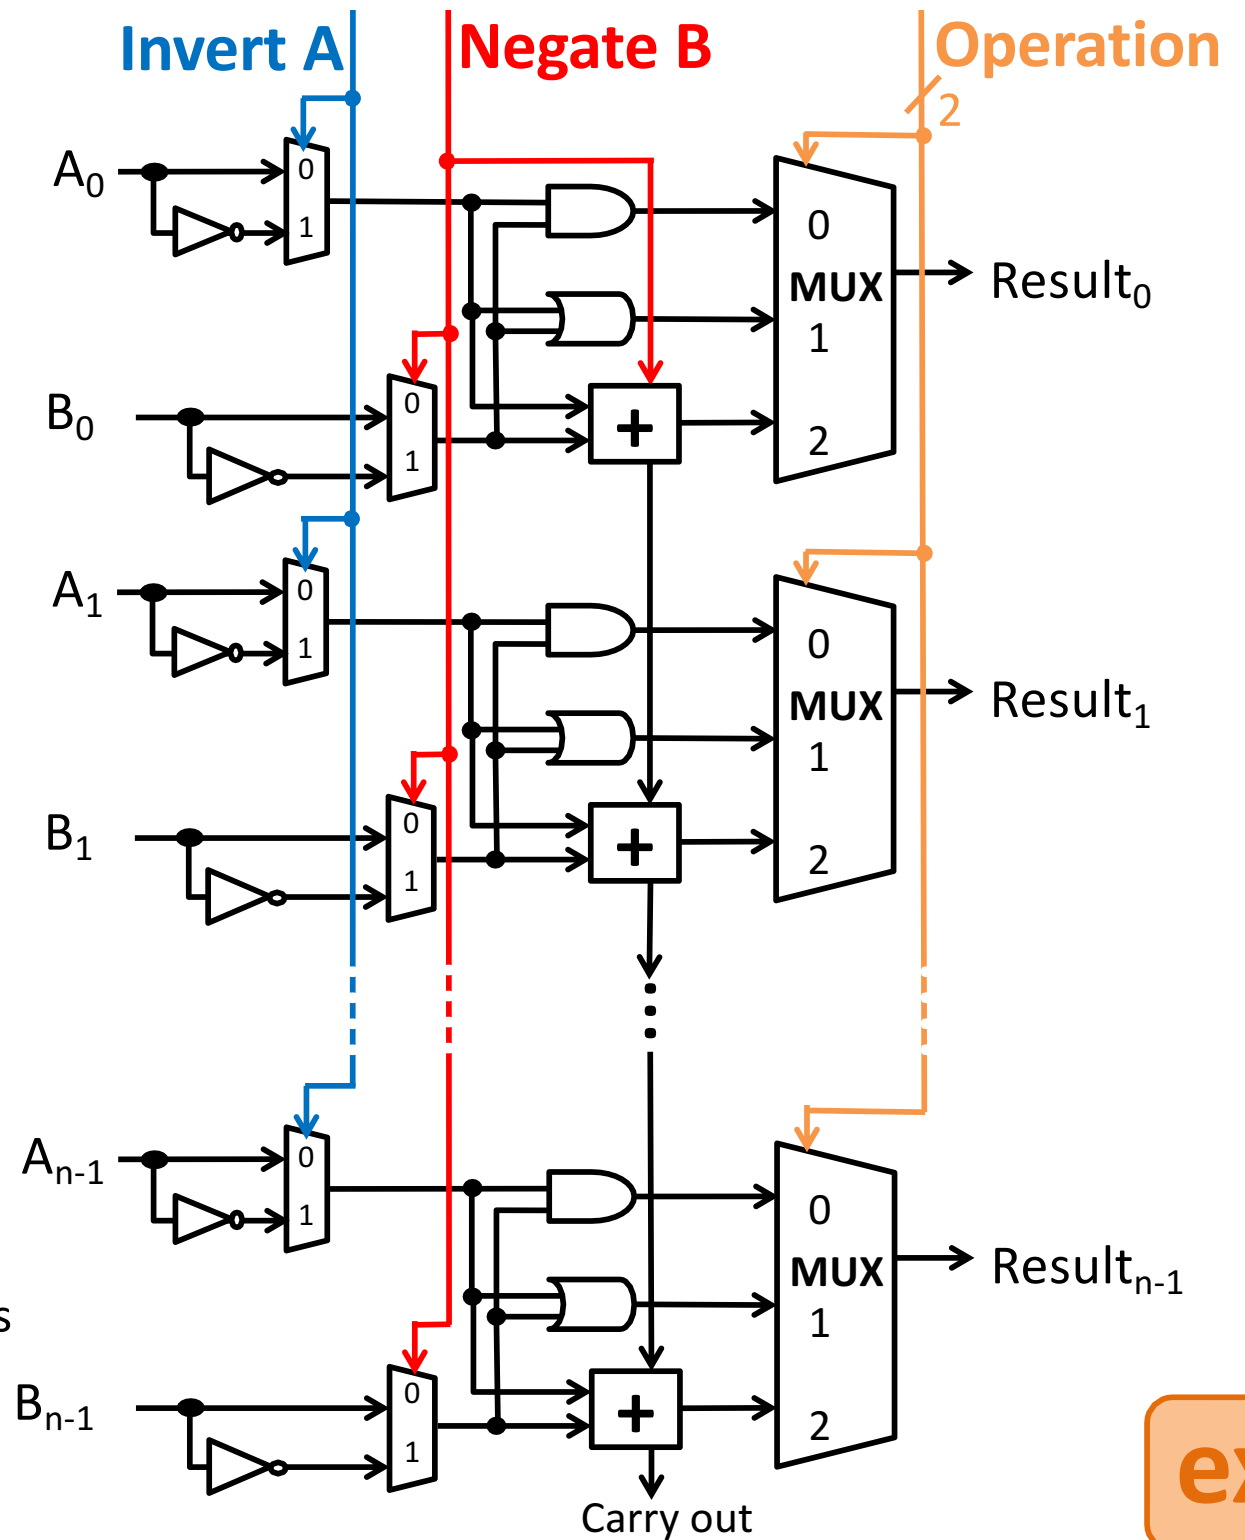 Invert A
Negate B
Operation
2
A0
0
1
0
MUX
1
2
Result0
B0
0
1
+
A1
0
1
0
MUX
1
2
Result1
B1
0
1
+
An-1
0
1
0
MUX
1
2
Resultn-1
s
Bn-1
0
1
+
ex
Carry out